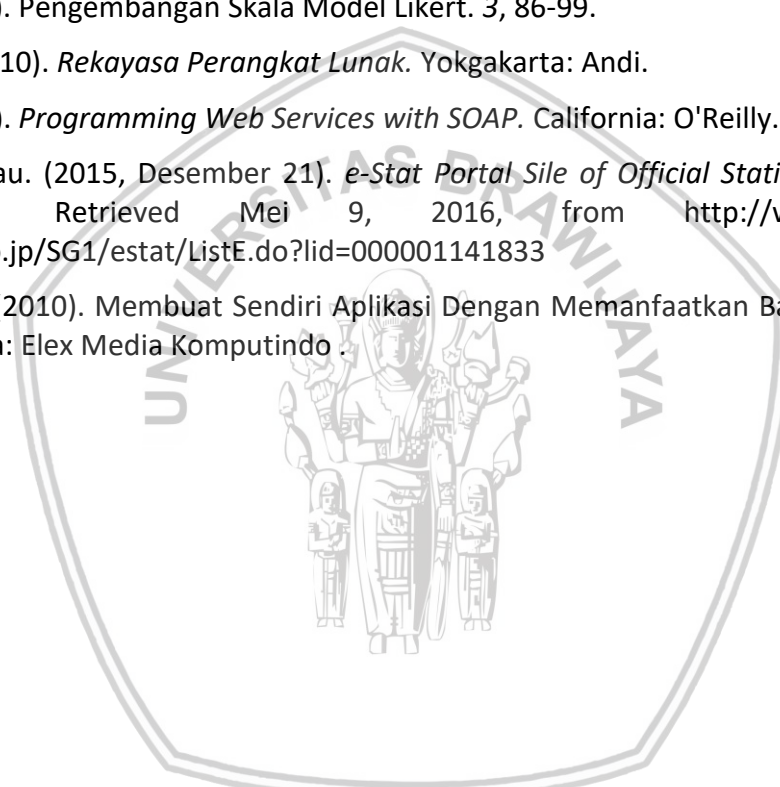 ). Pengembangan Skala Model Likert. 3, 86-99.
10). Rekayasa Perangkat Lunak. Yokgakarta: Andi.
). Programming Web Services with SOAP. California: O'Reilly.
au. (2015, Desember 21). e-Stat Portal Sile of Official Stati
Retrieved Mei 9, 2016, from http://v
.jp/SG1/estat/ListE.do?lid=000001141833
(2010). Membuat Sendiri Aplikasi Dengan Memanfaatkan Ba
: Elex Media Komputindo .
UNIVERSITAS BRAWIJAYA